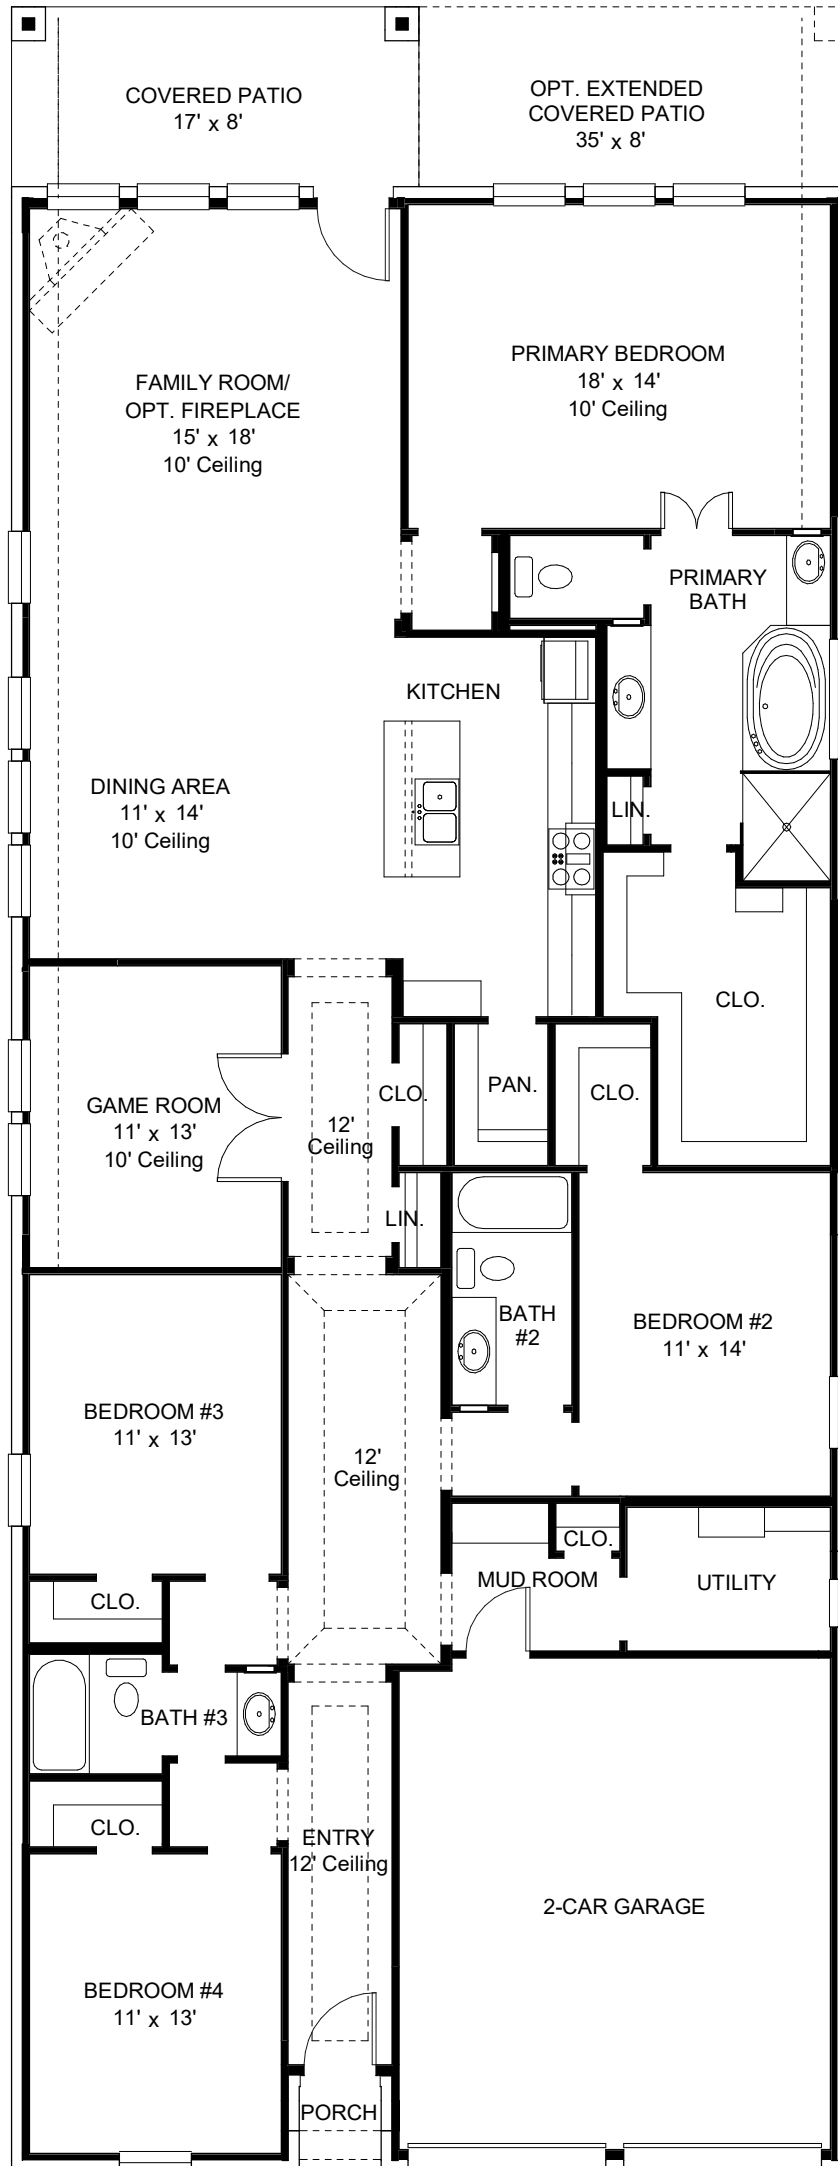 COVERED PATIO
17' x 8'
OPT. EXTENDED
COVERED PATIO
35' x 8'
PRIMARY BEDROOM
18' x 14'
10' Ceiling
FAMILY ROOM/
OPT. FIREPLACE
15' x 18'
10' Ceiling
PRIMARY
BATH
KITCHEN
DINING AREA
11' x 14'
10' Ceiling
LIN.
CLO.
GAME ROOM
11' x 13'
10' Ceiling
12'
Ceiling
CLO.
PAN.
CLO.
LIN.
BATH
#2
BEDROOM #2
11' x 14'
BEDROOM #3
11' x 13'
12'
Ceiling
CLO.
MUD ROOM
UTILITY
CLO.
BATH #3
CLO.
ENTRY
12' Ceiling
2-CAR GARAGE
BEDROOM #4
11' x 13'
PORCH